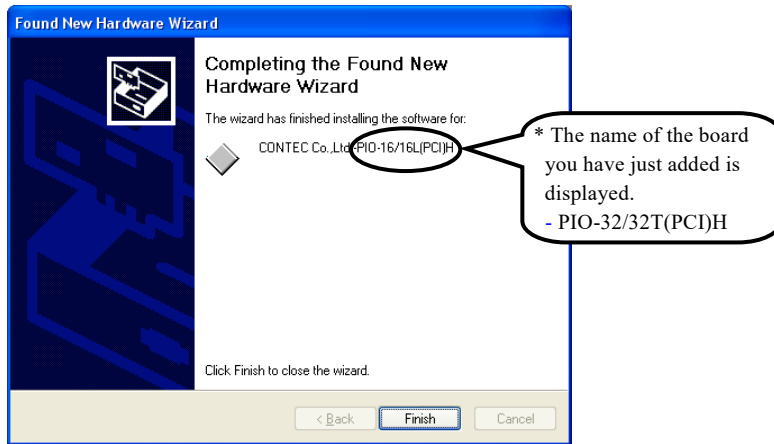 Found New Hardware Wizard
Completing the Found New
Hardware Wizard
The wizard has finished installing the software for:
CONTEC Co.,Ltd. PIO-16/16L(PCI)H
* The name of the board
you have just added is
displayed.
- PIO-32/32T(PCI)H
Click Finish to close the wizard.
< Back
Finish
Cancel